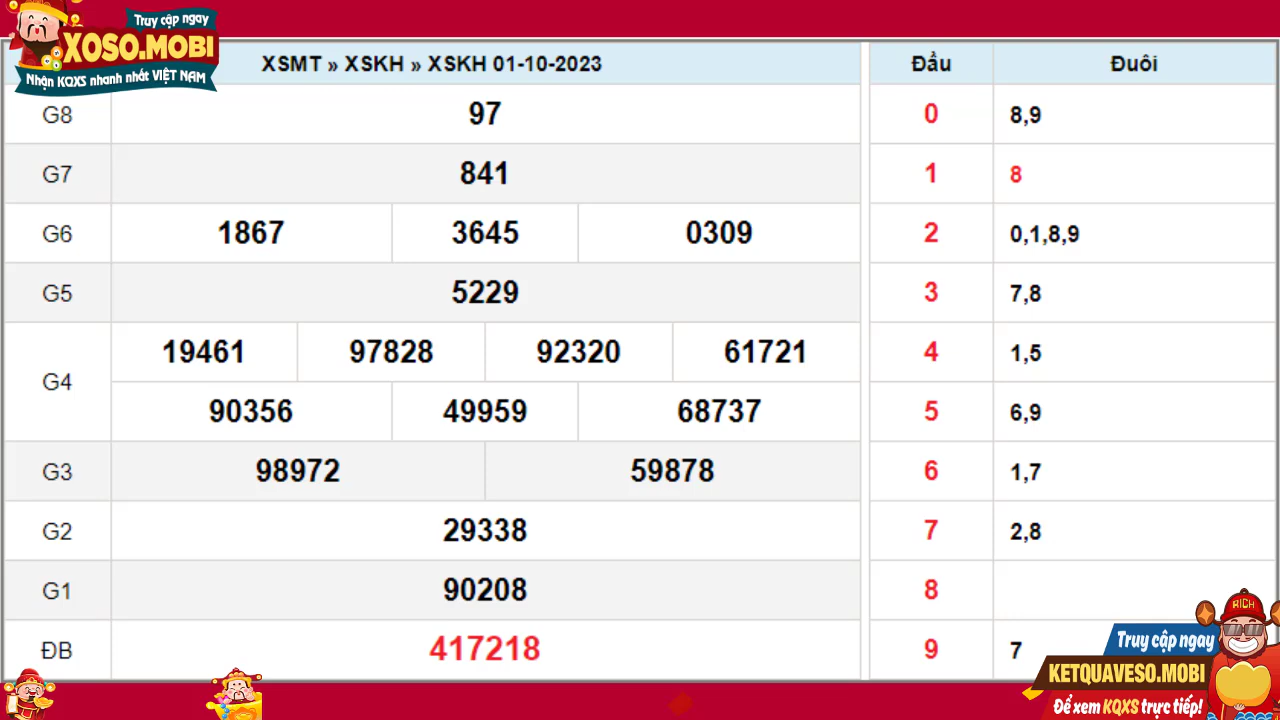 Truy cập ngay
XOSO.MOBI
Nhận KQXS nhanh nhất VIỆT NAM
XSMT » XSKH » XSKH 01-10-2023
Đầu Đuôi
G8 97
0 8,9
G7 841
1 8
G6 1867 3645 0309
2 0,1,8,9
G5 5229
3 7,8
G4 19461 97828 92320 61721
4 1,5
90356 49959 68737
5 6,9
G3 98972 59878
6 1,7
G2 29338
7 2,8
G1 90208
8
ĐB 417218
9 7
RICH
Truy cập ngay
KETQUAVESO.MOBI
Để xem KQXS trực tiếp!